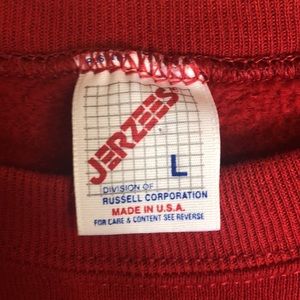 JERZEES
L
DIVISION OF
RUSSELL CORPORATION
MADE IN U.S.A.
FOR CARE & CONTENT SEE REVERSE